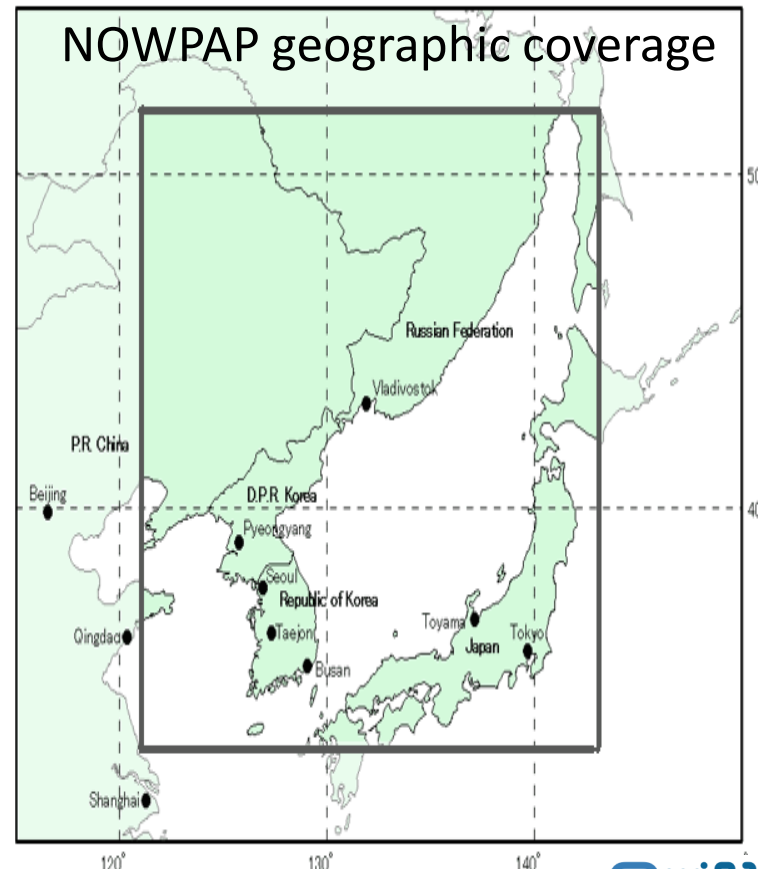 NOWPAP geographic coverage
50
Russian Federation
Vladivostok
P.R. China
Beijing
D.P.R. Korea
40
Pyeongyang
Seoul
Republic of Korea
Toyama
Tokyo
Qingdao
Taejon
Japan
Busan
Shanghai
120°
130°
140°